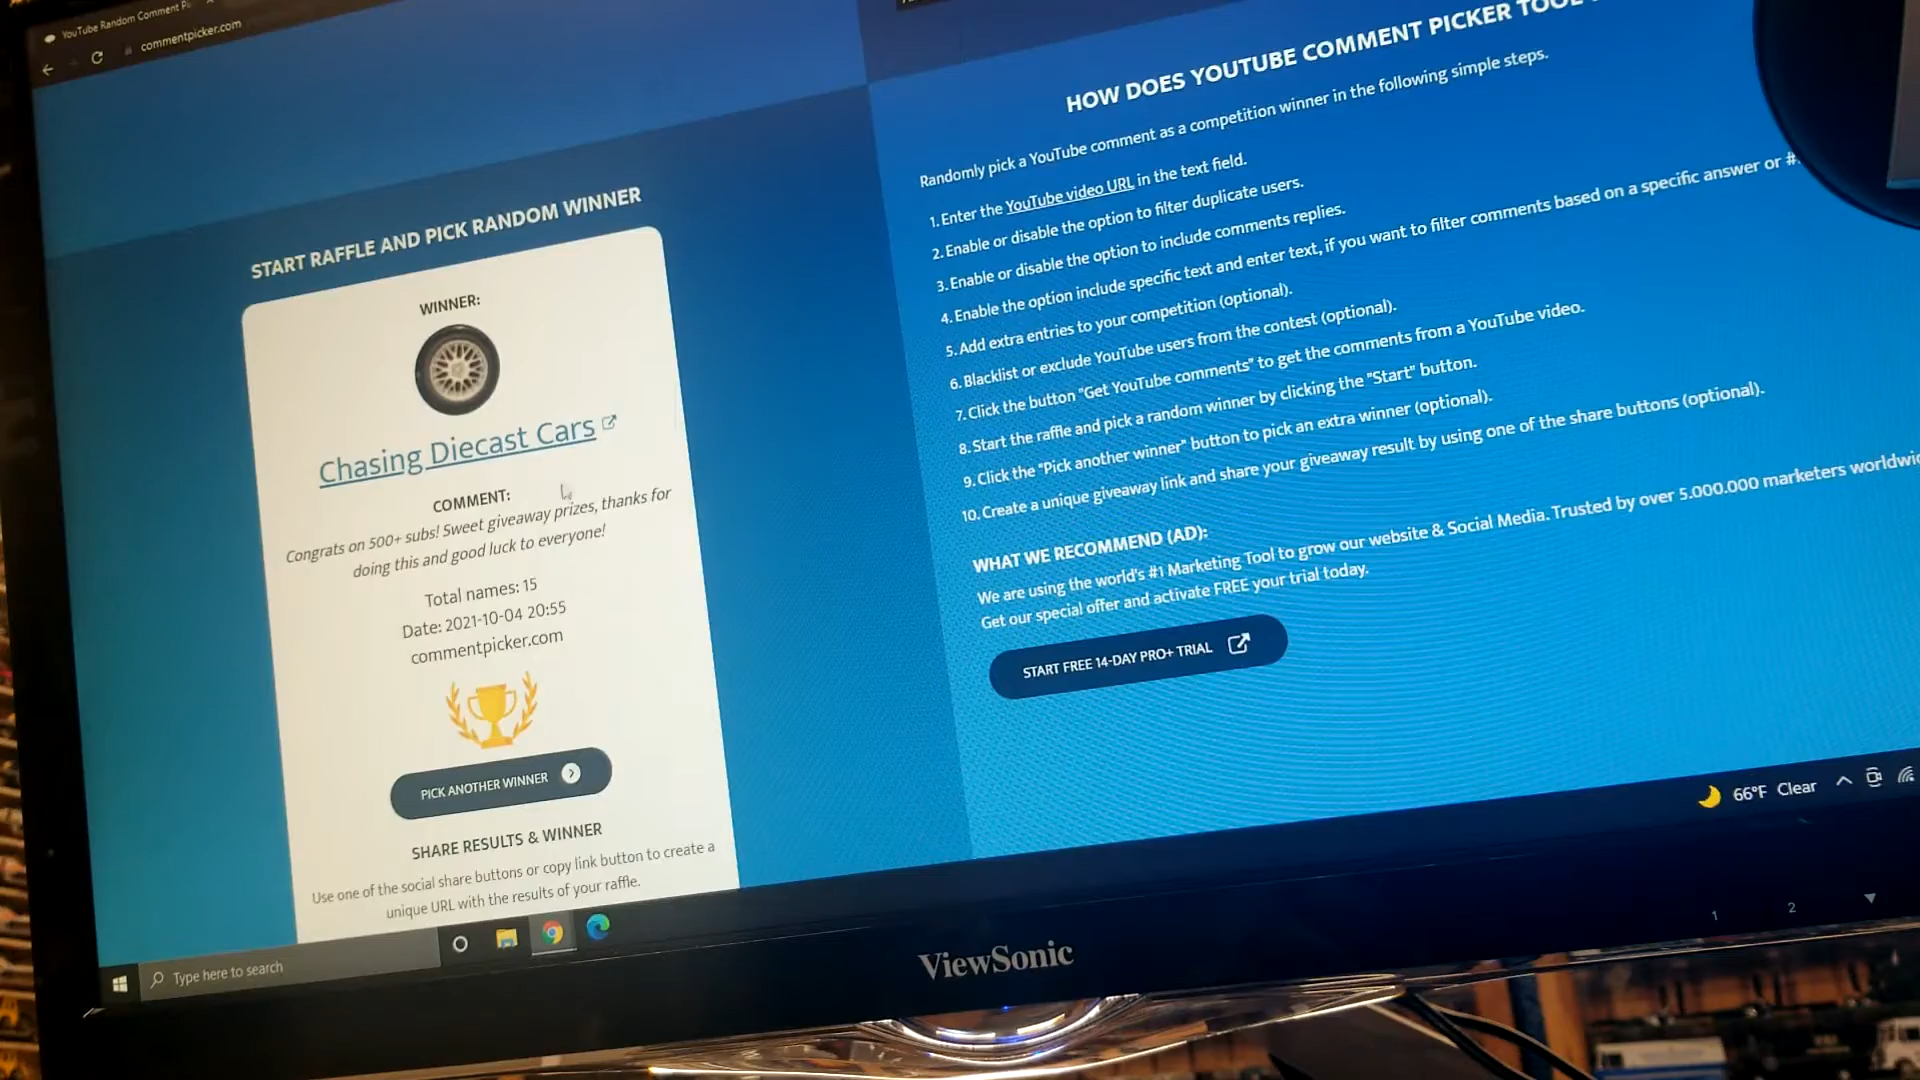 YouTube Random Comment Pi
commentpicker.com
START RAFFLE AND PICK RANDOM WINNER
WINNER:
Chasing Diecast Cars
COMMENT:
Congrats on 500+ subs! Sweet giveaway prizes, thanks for
doing this and good luck to everyone!
Total names: 15
Date: 2021-10-04 20:55
commentpicker.com
PICK ANOTHER WINNER
SHARE RESULTS & WINNER
Use one of the social share buttons or copy link button to create a
unique URL with the results of your raffle.
HOW DOES YOUTUBE COMMENT PICKER TOOL
Randomly pick a YouTube comment as a competition winner in the following simple steps.
1. Enter the YouTube video URL in the text field.
2. Enable or disable the option to filter duplicate users.
3. Enable or disable the option to include comments replies.
4. Enable the option include specific text and enter text, if you want to filter comments based on a specific answer or #
5. Add extra entries to your competition (optional).
6. Blacklist or exclude YouTube users from the contest (optional).
7. Click the button "Get YouTube comments" to get the comments from a YouTube video.
8. Start the raffle and pick a random winner by clicking the "Start" button.
9. Click the "Pick another winner" button to pick an extra winner (optional).
10. Create a unique giveaway link and share your giveaway result by using one of the share buttons (optional).
WHAT WE RECOMMEND (AD):
We are using the world's #1 Marketing Tool to grow our website & Social Media. Trusted by over 5.000.000 marketers worldwid
Get our special offer and activate FREE your trial today.
START FREE 14-DAY PRO+ TRIAL
66°F Clear
Type here to search
ViewSonic
1
2